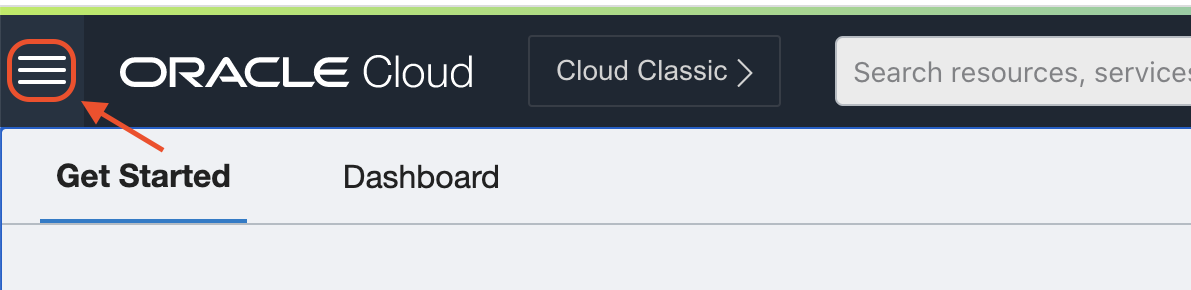 ORACLE Cloud
Cloud Classic
Search resources, services
Get Started
Dashboard